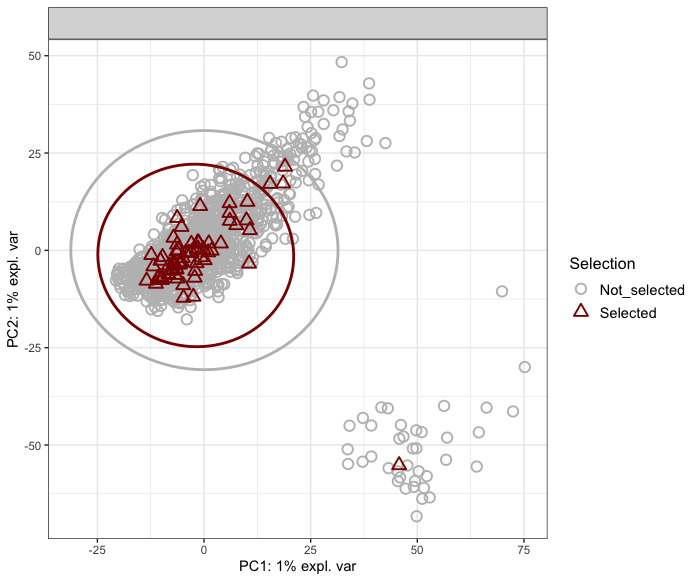 50
25
0
-25
-50
PC2: 1% expl. var
-25
0
25
50
75
PC1: 1% expl. var
Selection
Not_selected
Selected